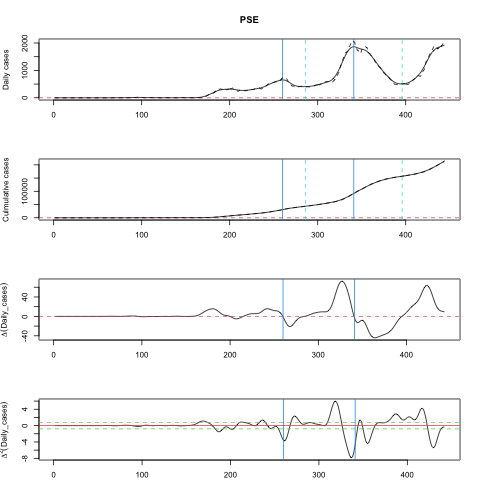 PSE
Daily cases
0 1000 2000
0 100 200 300 400
Culmulative cases
0 100000
0 100 200 300 400
Δ(Daily_cases)
-40 0 40
0 100 200 300 400
Δ²(Daily_cases)
-8 -4 0 4
0 100 200 300 400